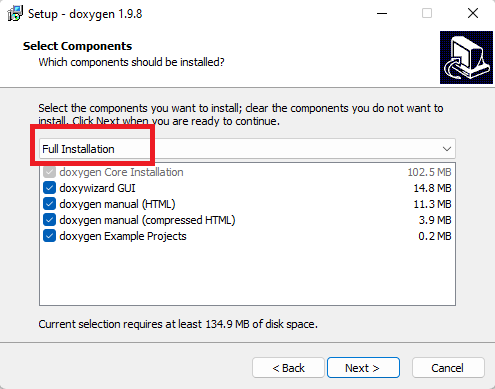 Setup - doxygen 1.9.8
Select Components
Which components should be installed?
Select the components you want to install; clear the components you do not want to
install. Click Next when you are ready to continue.
Full Installation
doxygen Core Installation 102.5 MB
doxywizard GUI 14.8 MB
doxygen manual (HTML) 11.3 MB
doxygen manual (compressed HTML) 3.9 MB
doxygen Example Projects 0.2 MB
Current selection requires at least 134.9 MB of disk space.
< Back Next > Cancel